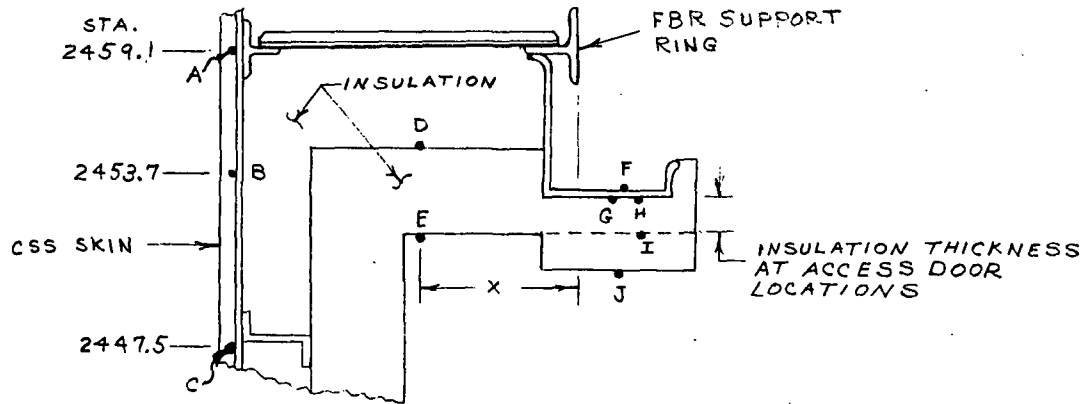 STA.
2459.1
A
FBR SUPPORT
RING
INSULATION
D
2453.7
B
F
G
H
E
I
CSS SKIN
INSULATION THICKNESS
AT ACCESS DOOR
LOCATIONS
X
J
2447.5
C